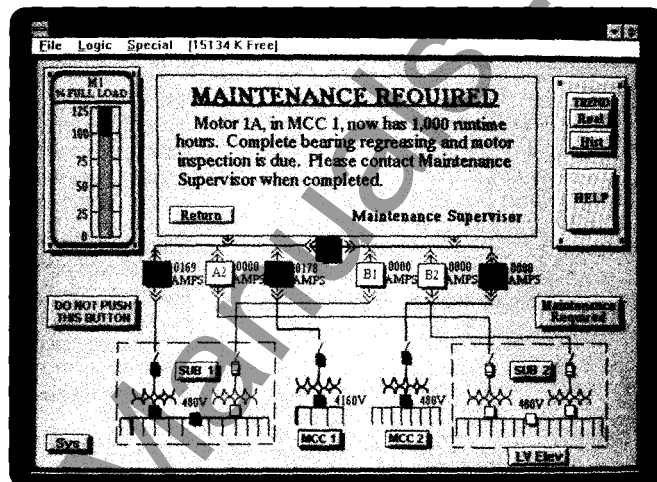 File Logic Special [15134 K Free]
M1
% FULL LOAD
125
100
75
50
25
0
MAINTENANCE REQUIRED
Motor 1A, in MCC 1, now has 1,000 runtime
hours. Complete bearing regreasing and motor
inspection is due. Please contact Maintenance
Supervisor when completed.
Return
Maintenance Supervisor
TREND
Real
Hist
HELP
0169
AMPS
A2
0000
AMPS
0178
AMPS
B1
0000
AMPS
B2
0000
AMPS
0000
AMPS
DO NOT PUSH
THIS BUTTON
Maintenance
Required
SUB 1
480V
4160V
480V
SUB 2
480V
Sys
MCC 1
MCC 2
LV Elev